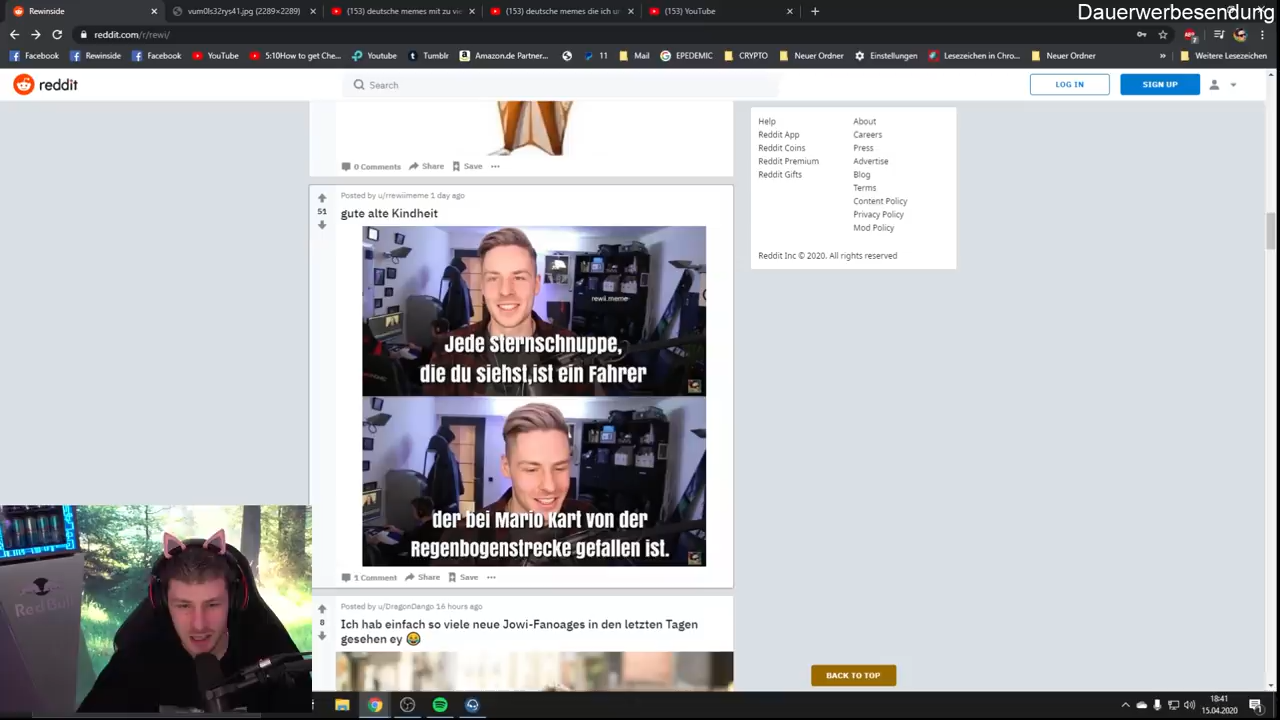 Dauerwerbesendung
Rewinside
vum0ls32rys41.jpg (2289×2289)
(153) deutsche memes mit zu vie
(153) deutsche memes die ich un
(153) YouTube
reddit.com/r/rewi/
Facebook
Rewinside
Facebook
YouTube
5:10How to get Che...
Youtube
Tumblr
Amazon.de Partner...
11
Mail
EPEDEMIC
CRYPTO
Neuer Ordner
Einstellungen
Lesezeichen in Chro...
Neuer Ordner
Weitere Lesezeichen
reddit
Search
LOG IN
SIGN UP
Help
About
Reddit App
Careers
Reddit Coins
Press
Reddit Premium
Advertise
Reddit Gifts
Blog
Terms
Content Policy
Privacy Policy
Mod Policy
Reddit Inc © 2020. All rights reserved
0 Comments
Share
Save
Posted by u/rrewiimeme 1 day ago
51
gute alte Kindheit
rewii.meme
Jede Sternschnuppe,
die du siehst,ist ein Fahrer
der bei Mario Kart von der
Regenbogenstrecke gefallen ist.
1 Comment
Share
Save
Posted by u/DragonDango 16 hours ago
8
Ich hab einfach so viele neue Jowi-Fanoages in den letzten Tagen
gesehen ey 😂
BACK TO TOP
Red Bull
18:41
15.04.2020